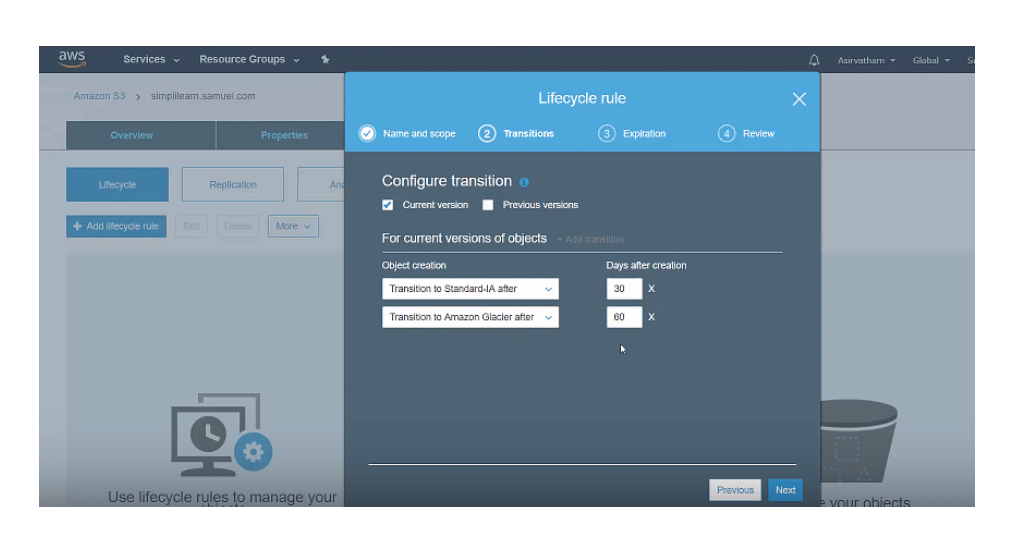 aws Services Resource Groups Asirvatham Global
Amazon S3 > simplilearn.samuel.com
Overview Properties
Lifecycle Replication
+ Add lifecycle rule Edit Delete More
Use lifecycle rules to manage your
Lifecycle rule X
Name and scope 2 Transitions 3 Expiration 4 Review
Configure transition
Current version Previous versions
For current versions of objects + Add transition
Object creation Days after creation
Transition to Standard-IA after 30 X
Transition to Amazon Glacier after 60 X
Previous Next
your objects